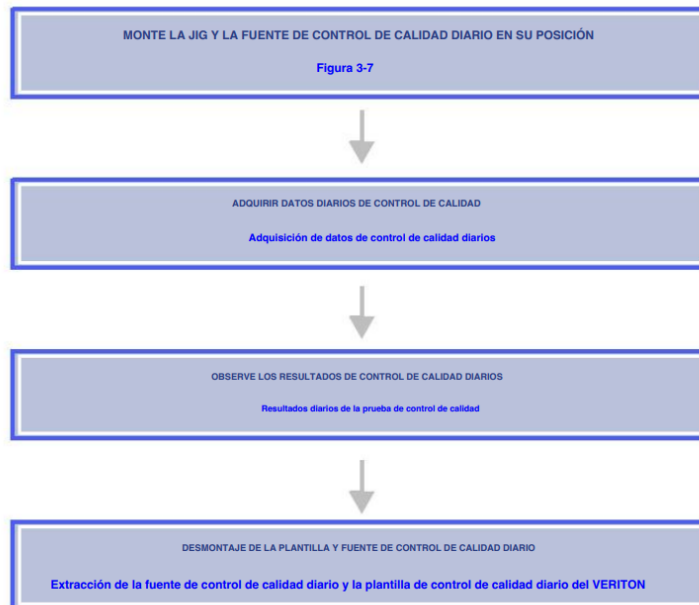 MONTE LA JIG Y LA FUENTE DE CONTROL DE CALIDAD DIARIO EN SU POSICIÓN
Figura 3-7
ADQUIRIR DATOS DIARIOS DE CONTROL DE CALIDAD
Adquisición de datos de control de calidad diarios
OBSERVE LOS RESULTADOS DE CONTROL DE CALIDAD DIARIOS
Resultados diarios de la prueba de control de calidad
DESMONTAJE DE LA PLANTILLA Y FUENTE DE CONTROL DE CALIDAD DIARIO
Extracción de la fuente de control de calidad diario y la plantilla de control de calidad diario del VERITON